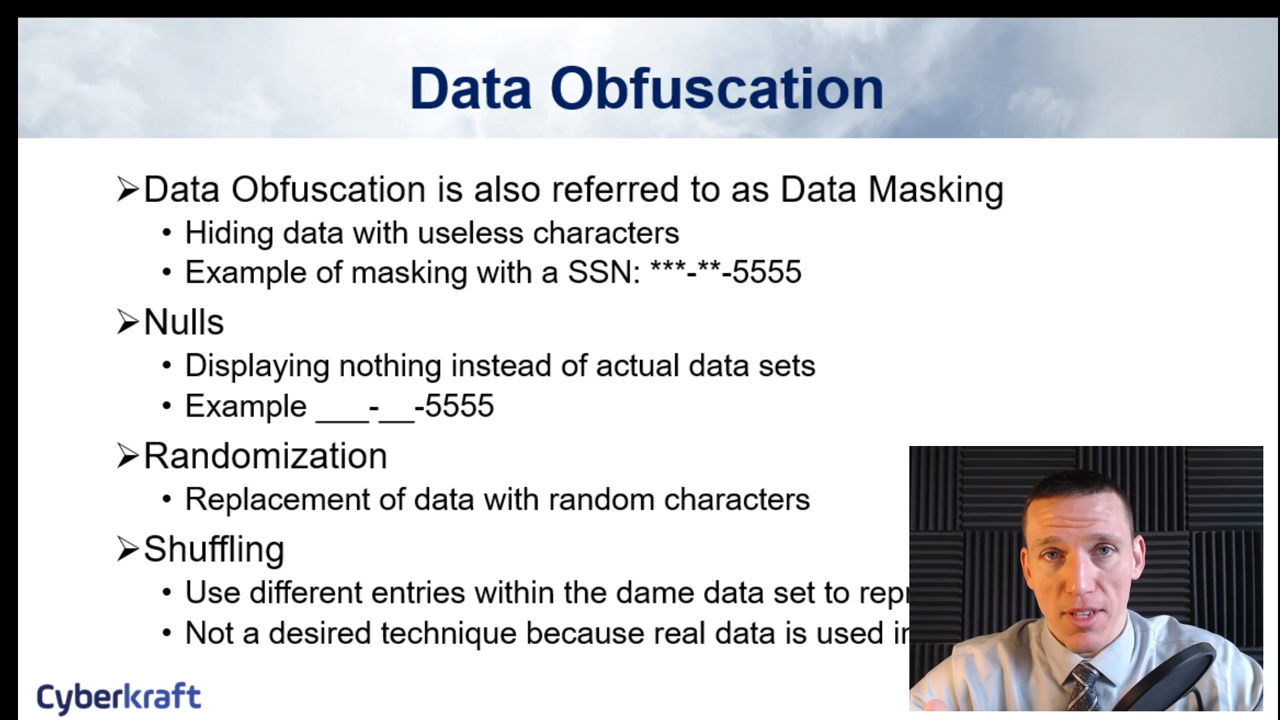 Data Obfuscation
➢Data Obfuscation is also referred to as Data Masking
• Hiding data with useless characters
• Example of masking with a SSN: ***-**-5555
➢Nulls
• Displaying nothing instead of actual data sets
• Example ___-__-5555
➢Randomization
• Replacement of data with random characters
➢Shuffling
• Use different entries within the dame data set to
• Not a desired technique because real data is used
Cyberkraft